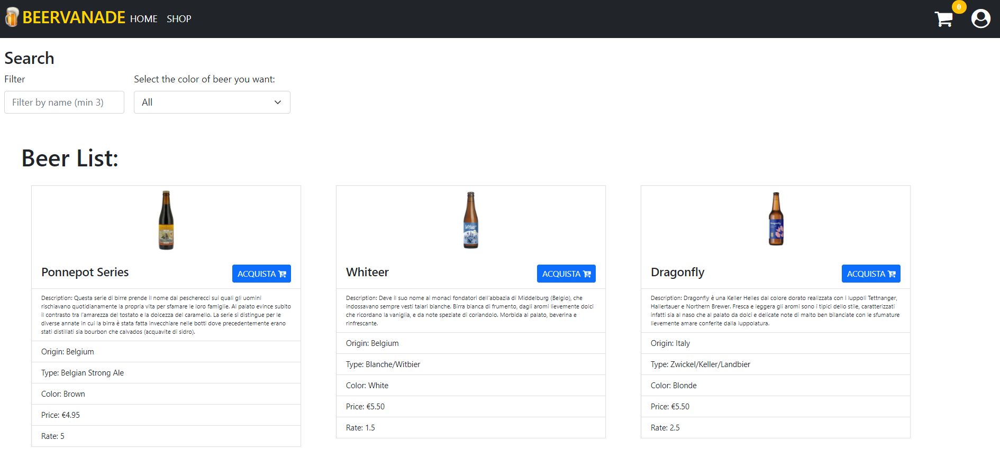 BEERVANADE HOME SHOP
0
Search
Filter
Select the color of beer you want:
Filter by name (min 3)
All
Beer List:
Whiteer
Dragonfly
Ponnepot Series
ACQUISTA
Description: Questa serie di birre prende il nome dai pescherecci sui quali gli uomini
rischiavano quotidianamente la propria vita per sfamare le loro famiglie. Al palato evince subito
il contrasto tra l'amarezza del tostato e la dolcezza del caramello. La serie si distingue per le
diverse annate in cui la birra è stata fatta invecchiare nelle botti dove precedentemente erano
stati distillati sia bourbon che calvados (acquavite di sidro).
Origin: Belgium
Type: Belgian Strong Ale
Color: Brown
Price: €4.95
Rate: 5
Whiteer
ACQUISTA
Description: Deve il suo nome ai monaci fondatori dell'abbazia di Middelburg (Belgio), che
indossavano sempre vesti talari bianche. Birra bianca di frumento, dagli aromi lievemente dolci
che ricordano la vaniglia, e da note speziate di coriandolo. Morbida al palato, beverina e
rinfrescante.
Origin: Belgium
Type: Blanche/Witbier
Color: White
Price: €5.50
Rate: 1.5
Dragonfly
ACQUISTA
Description: Dragonfly è una Keller Helles dal colore dorato realizzata con i luppoli Tettnanger,
Hallertauer e Northern Brewer. Fresca e leggera gli aromi sono i tipici dello stile, caratterizzati
infatti sia al naso che al palato da dolci e delicate note di malto ben bilanciate con le sfumature
lievemente amare conferite dalla luppolatura.
Origin: Italy
Type: Zwickel/Keller/Landbier
Color: Blonde
Price: €5.50
Rate: 2.5